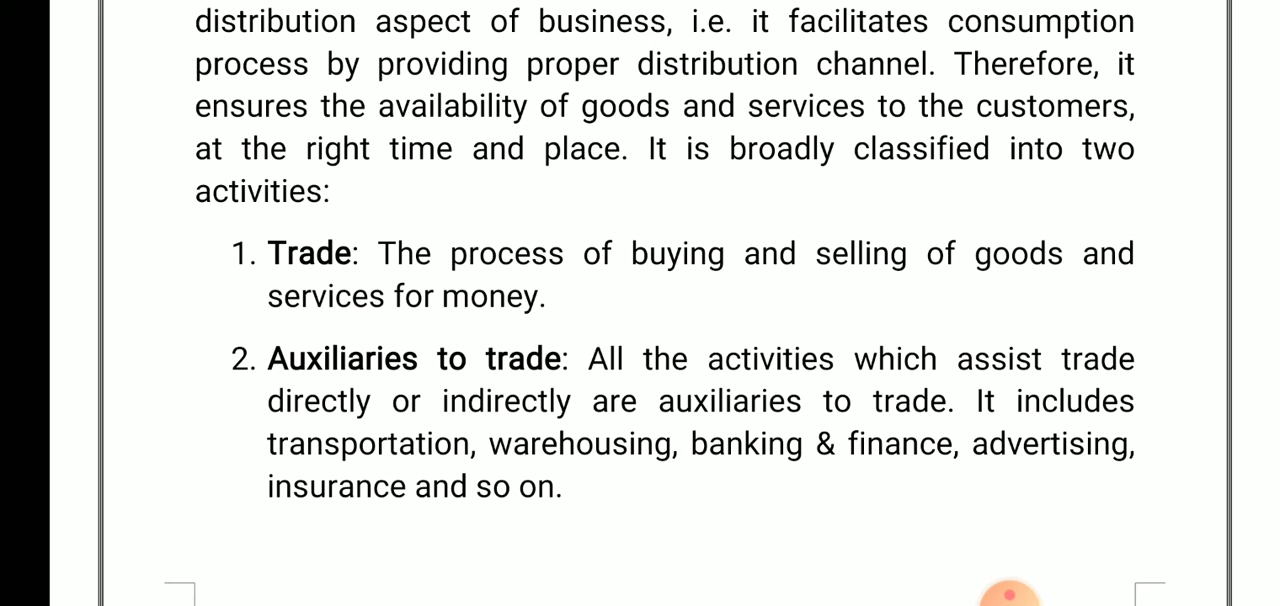 distribution aspect of business, i.e. it facilitates consumption
process by providing proper distribution channel. Therefore, it
ensures the availability of goods and services to the customers,
at the right time and place. It is broadly classified into two
activities:
1. Trade: The process of buying and selling of goods and
services for money.
2. Auxiliaries to trade: All the activities which assist trade
directly or indirectly are auxiliaries to trade. It includes
transportation, warehousing, banking & finance, advertising,
insurance and so on.